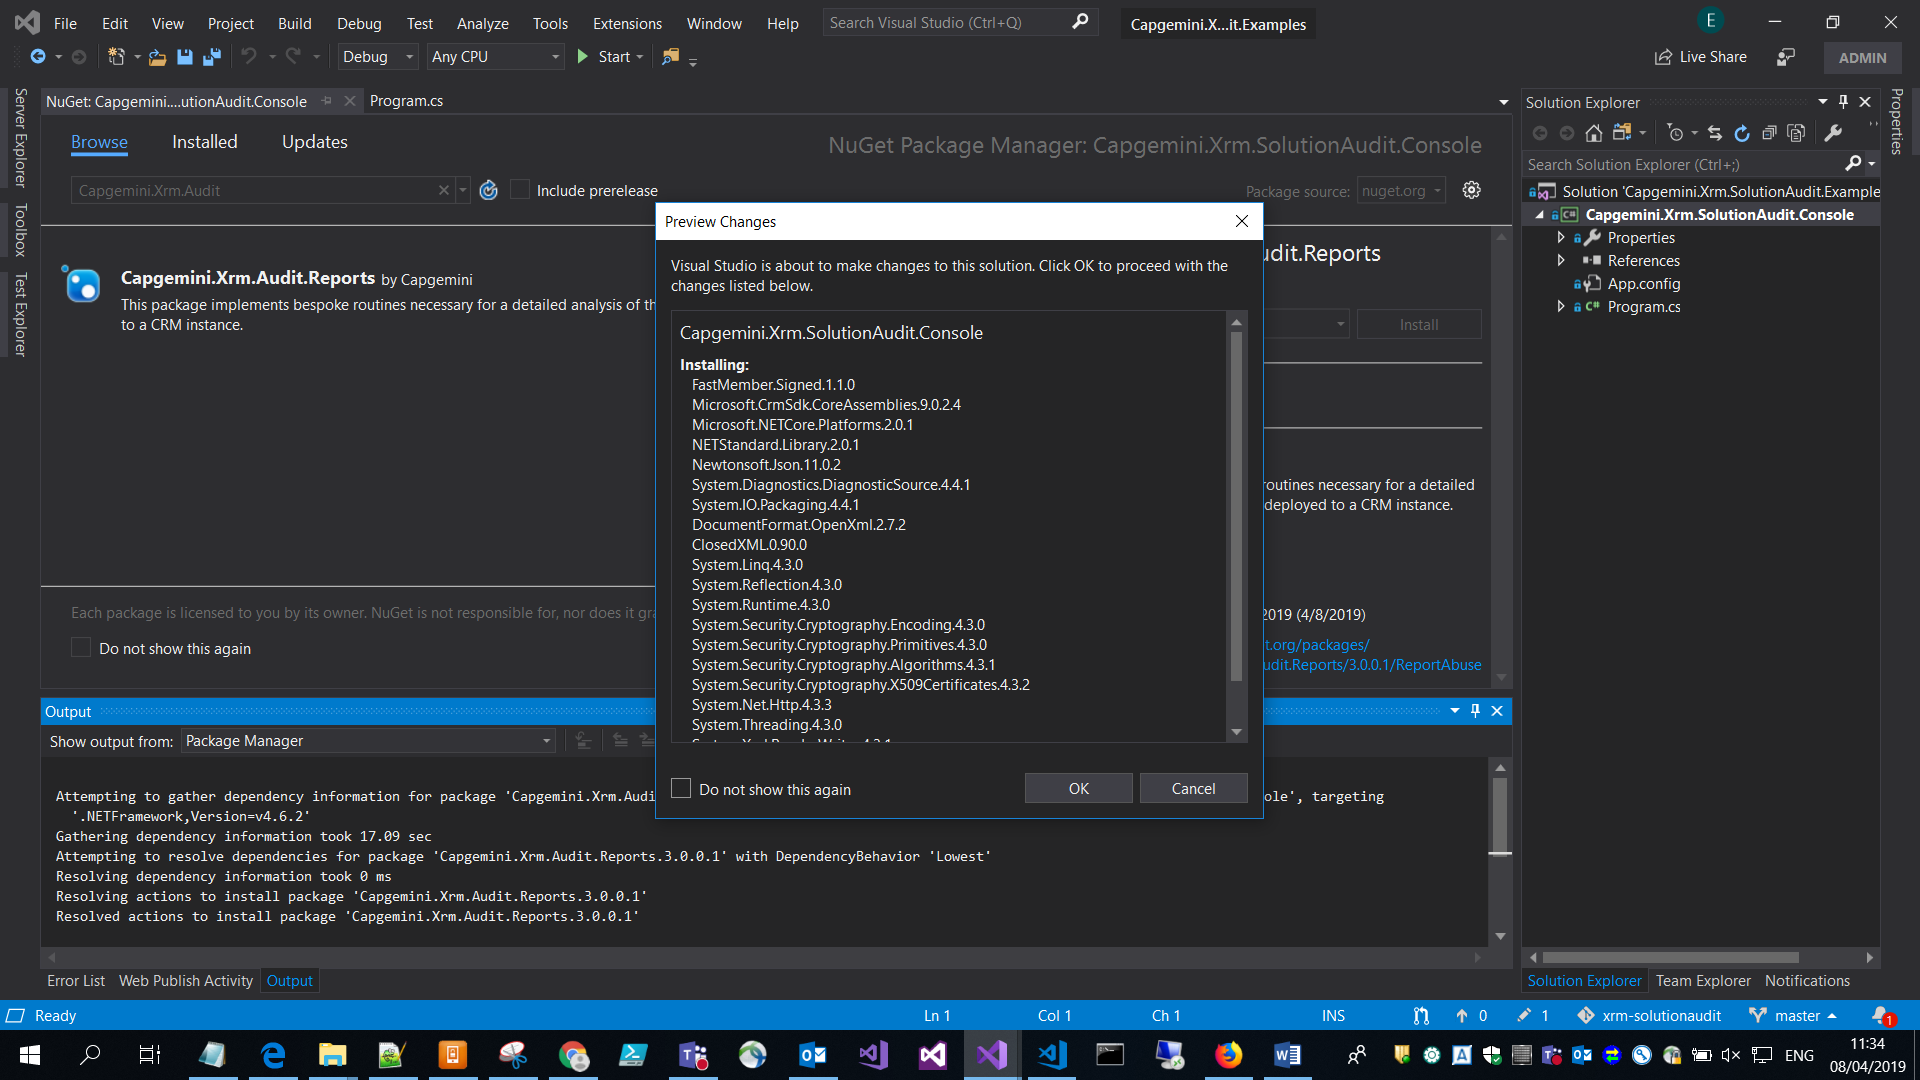 File Edit View Project Build Debug Test Analyze Tools Extensions Window Help Search Visual Studio (Ctrl+Q) Capgemini.X...it.Examples E
Debug Any CPU Start Live Share ADMIN
Server Explorer
Toolbox
Test Explorer
NuGet: Capgemini....utionAudit.Console Program.cs
Browse Installed Updates NuGet Package Manager: Capgemini.Xrm.SolutionAudit.Console
Capgemini.Xrm.Audit Include prerelease Package source: nuget.org
Capgemini.Xrm.Audit.Reports by Capgemini
This package implements bespoke routines necessary for a detailed analysis of th
to a CRM instance.
Each package is licensed to you by its owner. NuGet is not responsible for, nor does it gra
Do not show this again
udit.Reports
Install
routines necessary for a detailed
deployed to a CRM instance.
2019 (4/8/2019)
t.org/packages/
udit.Reports/3.0.0.1/ReportAbuse
Preview Changes
Visual Studio is about to make changes to this solution. Click OK to proceed with the
changes listed below.
Capgemini.Xrm.SolutionAudit.Console
Installing:
FastMember.Signed.1.1.0
Microsoft.CrmSdk.CoreAssemblies.9.0.2.4
Microsoft.NETCore.Platforms.2.0.1
NETStandard.Library.2.0.1
Newtonsoft.Json.11.0.2
System.Diagnostics.DiagnosticSource.4.4.1
System.IO.Packaging.4.4.1
DocumentFormat.OpenXml.2.7.2
ClosedXML.0.90.0
System.Linq.4.3.0
System.Reflection.4.3.0
System.Runtime.4.3.0
System.Security.Cryptography.Encoding.4.3.0
System.Security.Cryptography.Primitives.4.3.0
System.Security.Cryptography.Algorithms.4.3.1
System.Security.Cryptography.X509Certificates.4.3.2
System.Net.Http.4.3.3
System.Threading.4.3.0
Do not show this again OK Cancel
Output
Show output from: Package Manager
Attempting to gather dependency information for package 'Capgemini.Xrm.Audi ole', targeting
'.NETFramework,Version=v4.6.2'
Gathering dependency information took 17.09 sec
Attempting to resolve dependencies for package 'Capgemini.Xrm.Audit.Reports.3.0.0.1' with DependencyBehavior 'Lowest'
Resolving dependency information took 0 ms
Resolving actions to install package 'Capgemini.Xrm.Audit.Reports.3.0.0.1'
Resolved actions to install package 'Capgemini.Xrm.Audit.Reports.3.0.0.1'
Error List Web Publish Activity Output
Solution Explorer
Search Solution Explorer (Ctrl+;)
Solution 'Capgemini.Xrm.SolutionAudit.Example
Capgemini.Xrm.SolutionAudit.Console
Properties
References
App.config
Program.cs
Properties
Solution Explorer Team Explorer Notifications
Ready Ln 1 Col 1 Ch 1 INS 0 1 xrm-solutionaudit master 1
ENG 11:34
08/04/2019